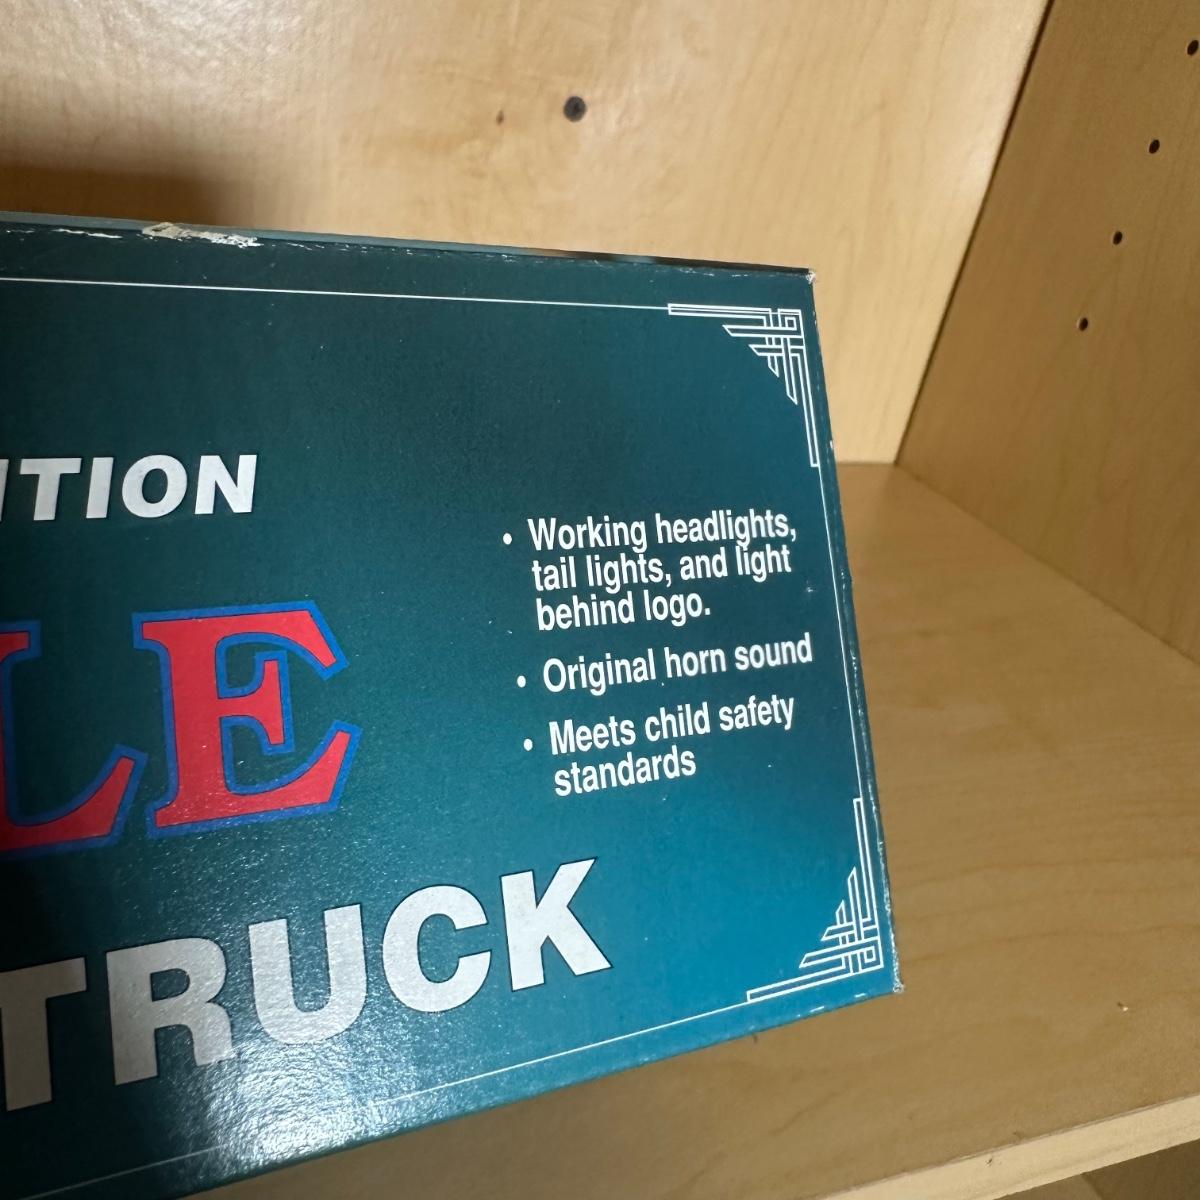 ITION
LE
TRUCK
• Working headlights,
tail lights, and light
behind logo.
• Original horn sound
• Meets child safety
standards